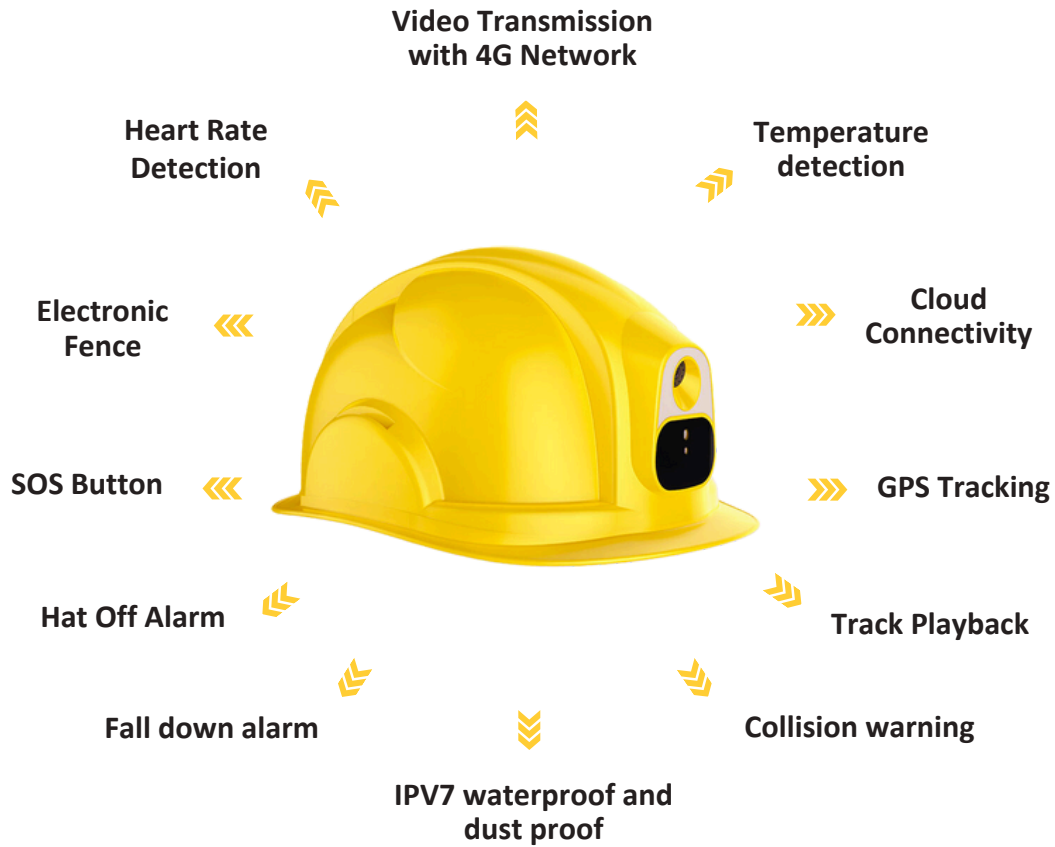 Video Transmission
with 4G Network
Heart Rate
Detection
Temperature
detection
Electronic
Fence
Cloud
Connectivity
SOS Button
GPS Tracking
Hat Off Alarm
Track Playback
Fall down alarm
Collision warning
IPV7 waterproof and
dust proof